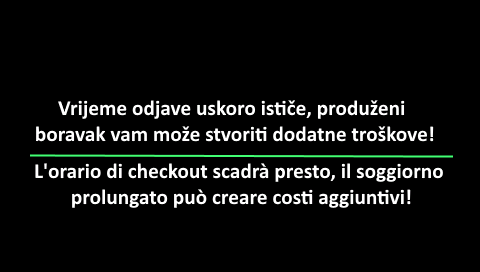 Vrijeme odjave uskoro ističe, produženi
boravak vam može stvoriti dodatne troškove!
L'orario di checkout scadrà presto, il soggiorno
prolungato può creare costi aggiuntivi!